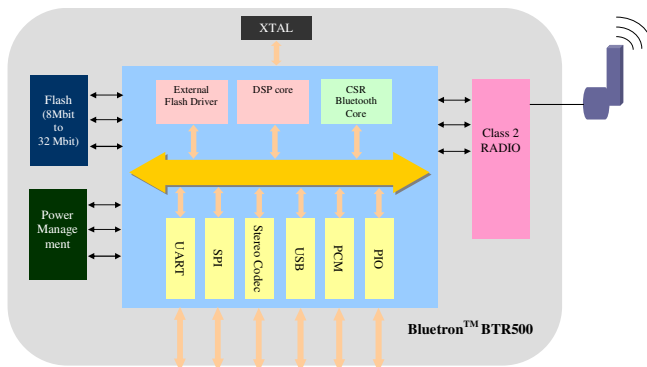 XTAL
Flash
(8Mbit
to
32 Mbit)
External
Flash Driver
DSP core
CSR
Bluetooth
Core
Class 2
RADIO
Power
Manage
ment
UART
SPI
Stereo Codec
USB
PCM
PIO
Bluetron™ BTR500